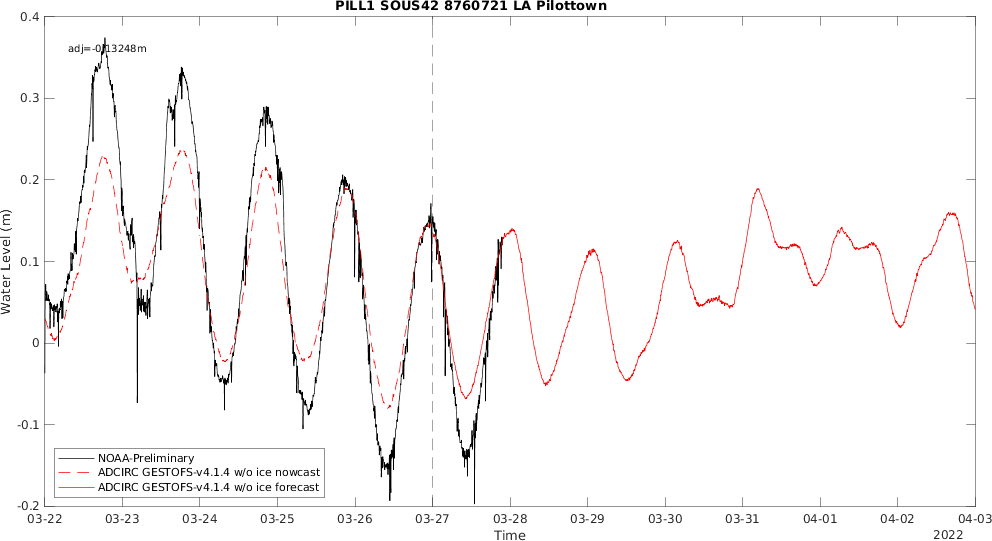 PILL1 SOUS42 8760721 LA Pilottown
adj=-0.13248m
Water Level (m)
0.4
0.3
0.2
0.1
0
-0.1
-0.2
NOAA-Preliminary
ADCIRC GESTOFS-v4.1.4 w/o ice nowcast
ADCIRC GESTOFS-v4.1.4 w/o ice forecast
03-22 03-23 03-24 03-25 03-26 03-27 03-28 03-29 03-30 03-31 04-01 04-02 04-03
Time
2022